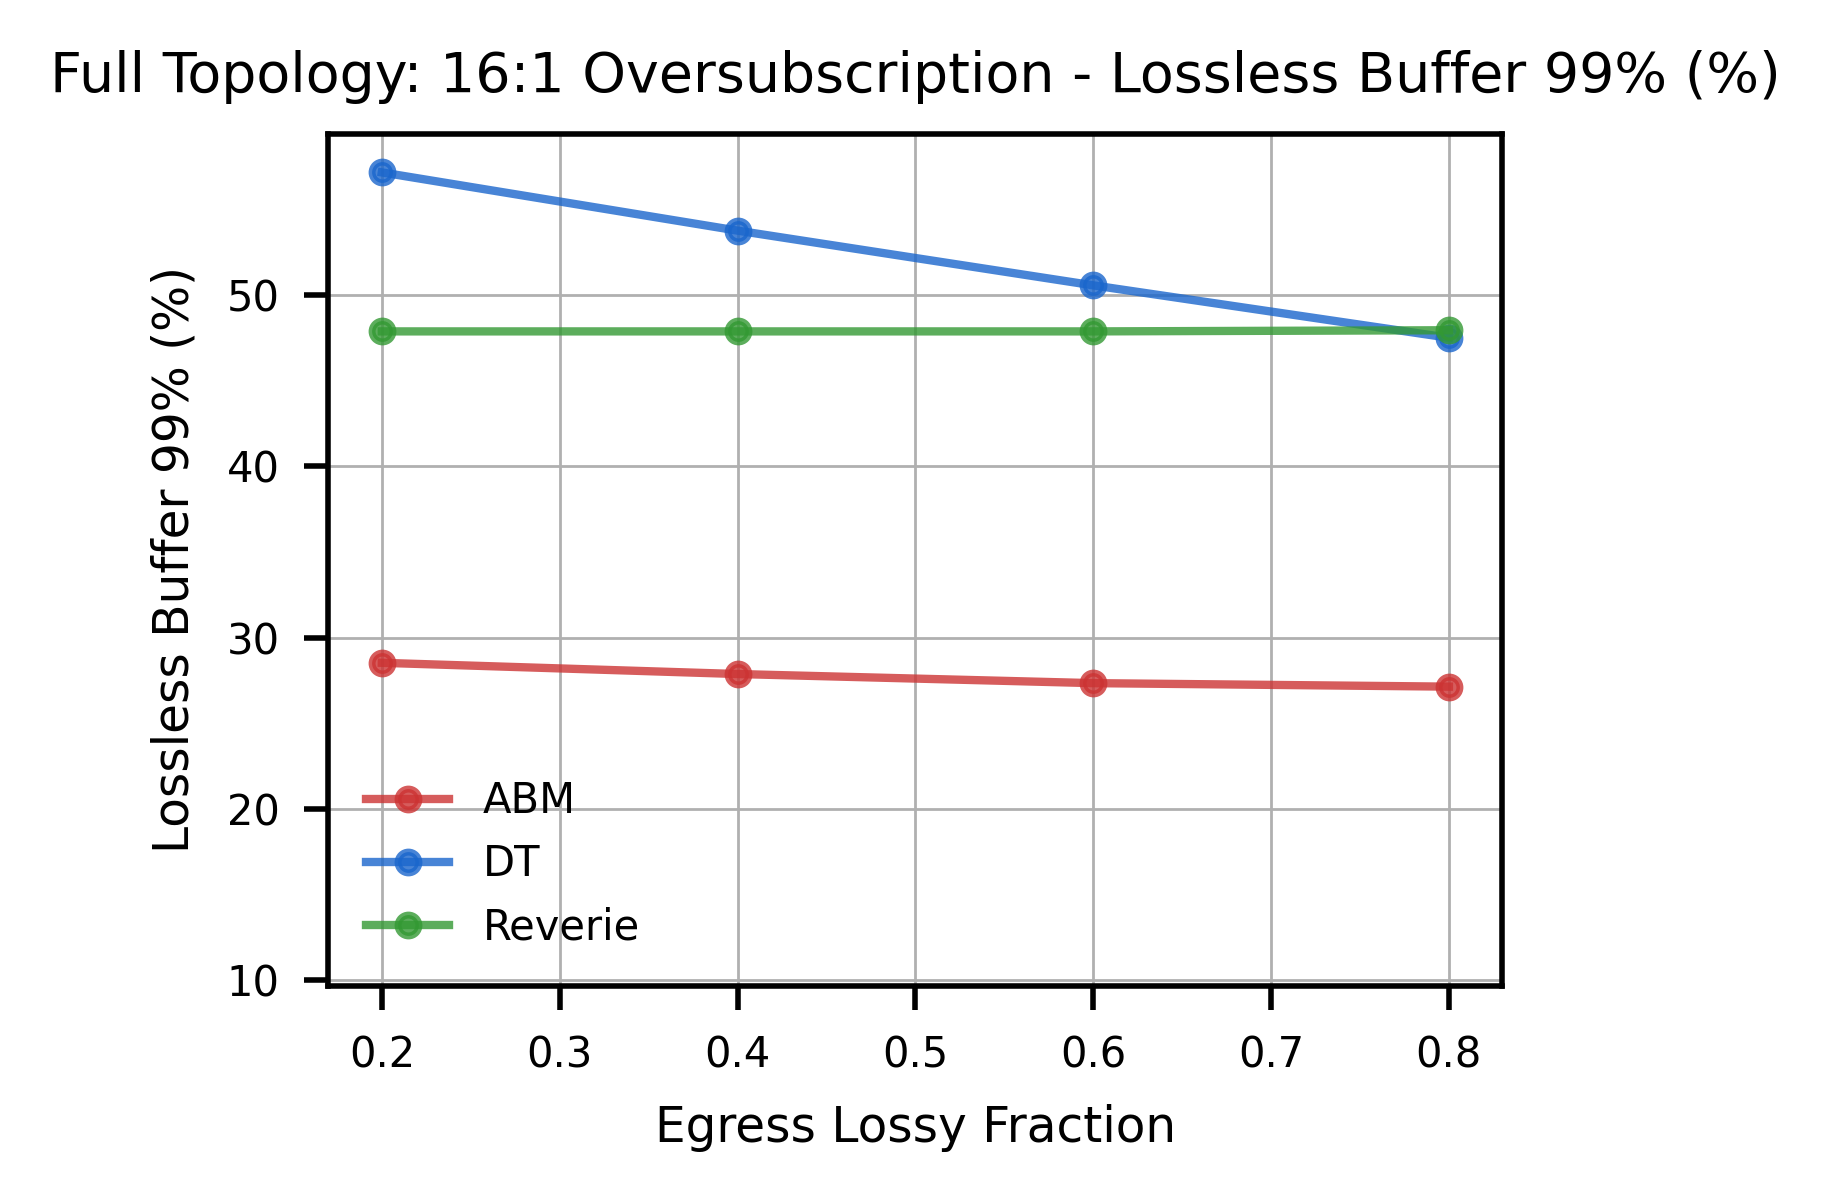 Full Topology: 16:1 Oversubscription - Lossless Buffer 99% (%)
Lossless Buffer 99% (%)
50
40
30
20
10
ABM
DT
Reverie
0.2 0.3 0.4 0.5 0.6 0.7 0.8
Egress Lossy Fraction